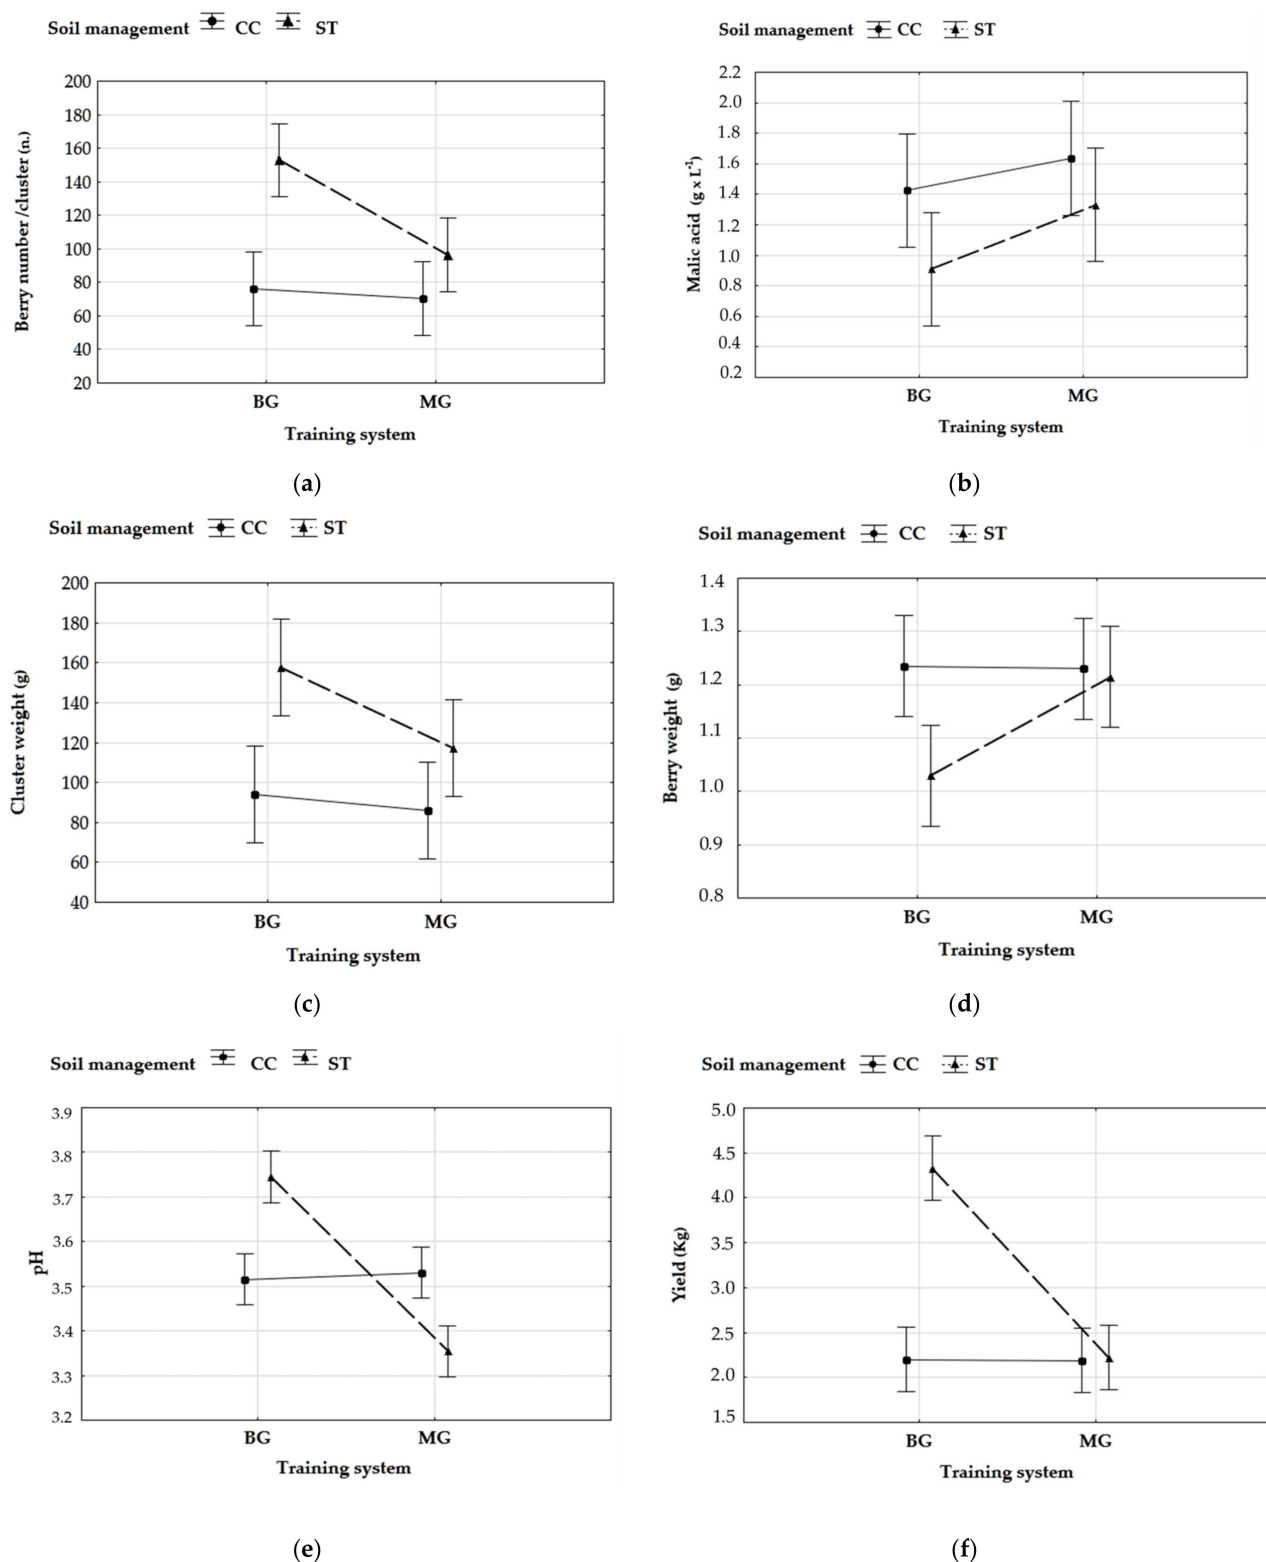 Soil management CC ST
Berry number /cluster (n.)
200
180
160
140
120
100
80
60
40
20
BG MG
Training system
(a)
Soil management CC ST
Malic acid (g x L-1)
2.2
2.0
1.8
1.6
1.4
1.2
1.0
0.8
0.6
0.4
0.2
BG MG
Training system
(b)
Soil management CC ST
Cluster weight (g)
200
180
160
140
120
100
80
60
40
BG MG
Training system
(c)
Soil management CC ST
Berry weight (g)
1.4
1.3
1.2
1.1
1.0
0.9
0.8
BG MG
Training system
(d)
Soil management CC ST
pH
3.9
3.8
3.7
3.6
3.5
3.4
3.3
3.2
BG MG
Training system
(e)
Soil management CC ST
Yield (Kg)
5.0
4.5
4.0
3.5
3.0
2.5
2.0
1.5
BG MG
Training system
(f)